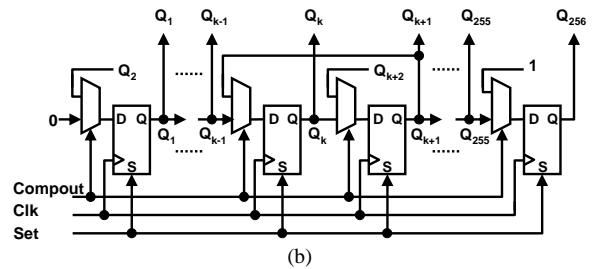 Q1 Qk-1 Qk Qk+1 Q255 Q256
Q2 ...... Qk+2 ...... 1
0 D Q Q1 Qk-1 D Q Qk D Q Qk+1 Q255 D Q
...... ......
S S S S
Compout
Clk
Set
(b)